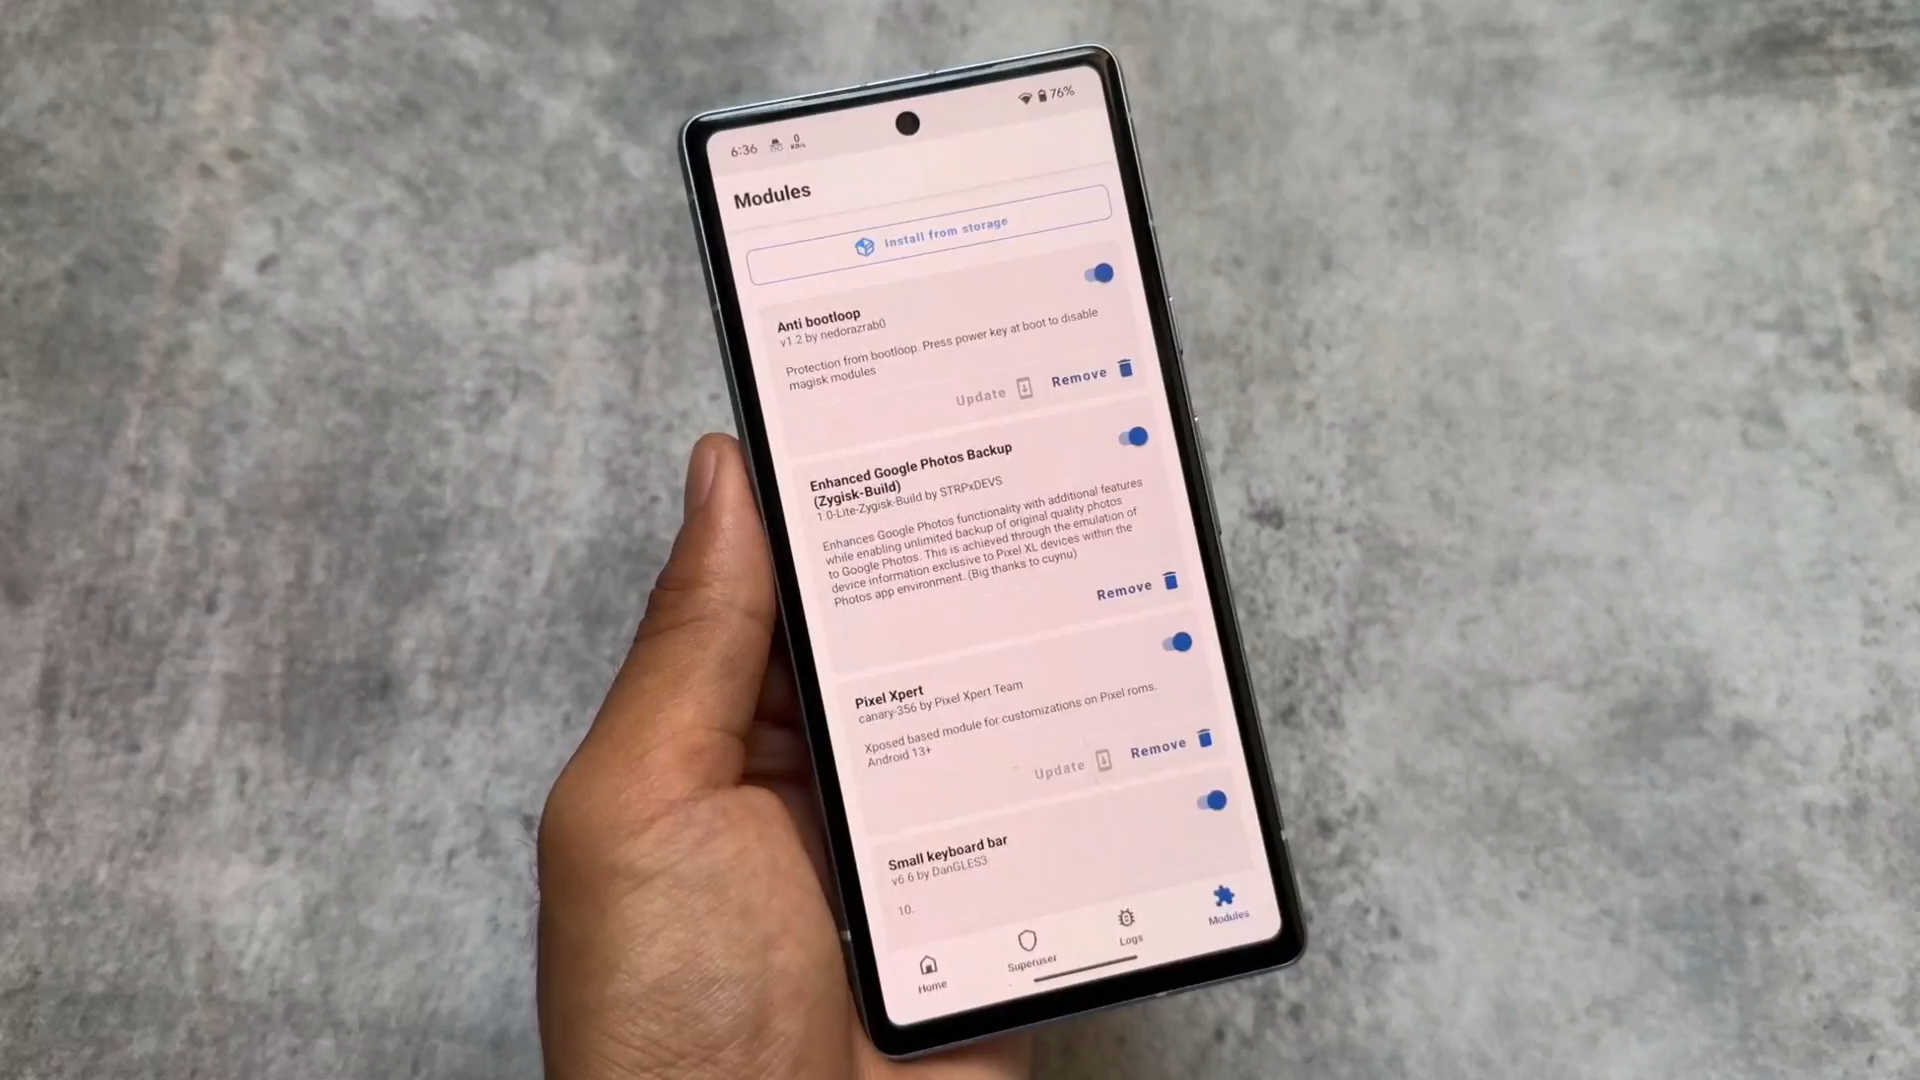 6:36
0
KB/s
76%
Modules
Install from storage
Anti bootloop
v1.2 by nedorazrab0
Protection from bootloop. Press power key at boot to disable
magisk modules
Update
Remove
Enhanced Google Photos Backup
(Zygisk-Build)
1.0-Lite-Zygisk-Build by STRPxDEVS
Enhances Google Photos functionality with additional features
while enabling unlimited backup of original quality photos
to Google Photos. This is achieved through the emulation of
device information exclusive to Pixel XL devices within the
Photos app environment. (Big thanks to cuynu)
Remove
Pixel Xpert
canary-356 by Pixel Xpert Team
Xposed based module for customizations on Pixel roms.
Android 13+
Update
Remove
Small keyboard bar
v6.6 by DanGLES3
10.
Home
Superuser
Logs
Modules